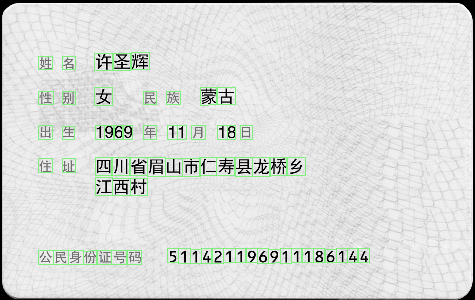 姓名 许圣辉
性别 女 民族 蒙古
出生 1969 年 11 月 18 日
住址 四川省眉山市仁寿县龙桥乡
江西村
公民身份证号码 511421196911186144